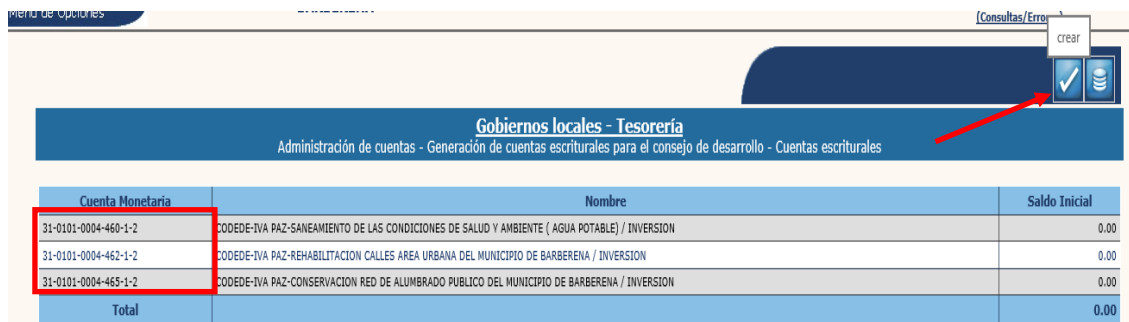 Menú de Opciones
(Consultas/Erro
crear
Gobiernos locales - Tesorería
Administración de cuentas - Generación de cuentas escriturales para el consejo de desarrollo - Cuentas escriturales
Cuenta Monetaria Nombre Saldo Inicial
31-0101-0004-460-1-2 CODEDE-IVA PAZ-SANEAMIENTO DE LAS CONDICIONES DE SALUD Y AMBIENTE ( AGUA POTABLE) / INVERSION 0.00
31-0101-0004-462-1-2 CODEDE-IVA PAZ-REHABILITACION CALLES AREA URBANA DEL MUNICIPIO DE BARBERENA / INVERSION 0.00
31-0101-0004-465-1-2 CODEDE-IVA PAZ-CONSERVACION RED DE ALUMBRADO PUBLICO DEL MUNICIPIO DE BARBERENA / INVERSION 0.00
Total 0.00